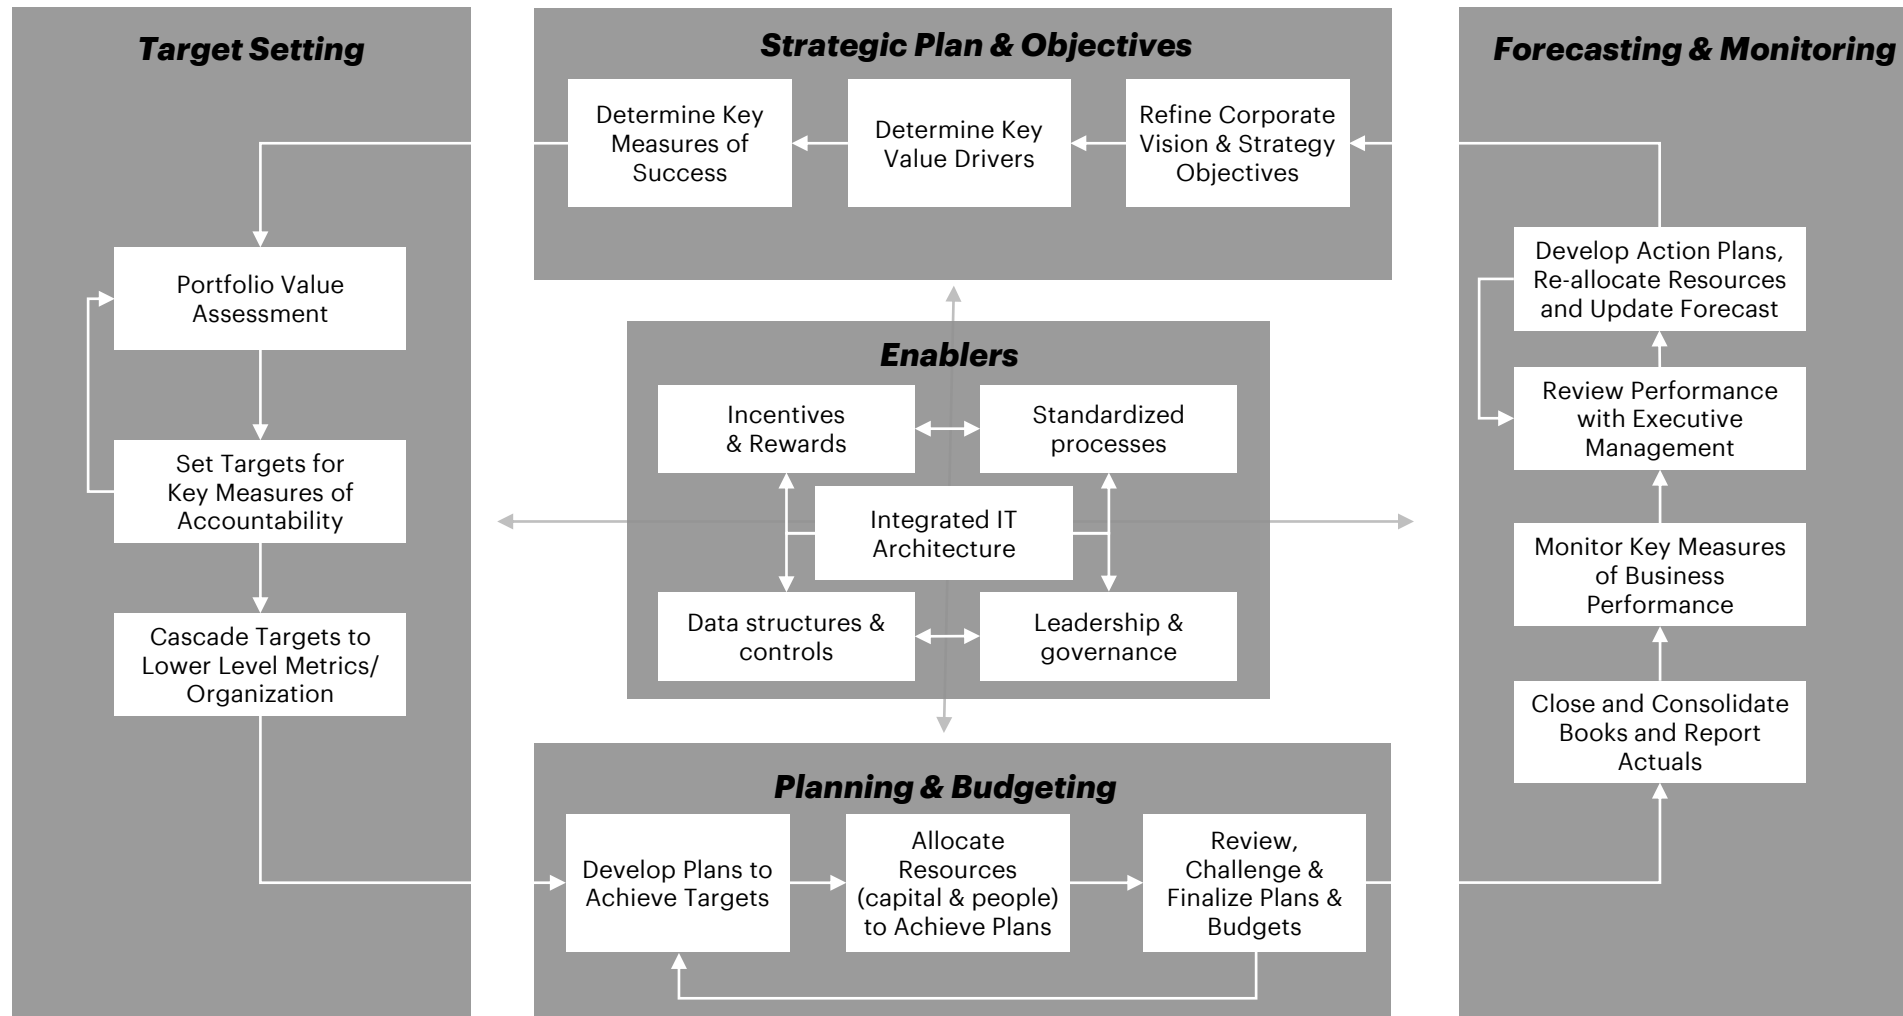 Target Setting
Portfolio Value
Assessment
Set Targets for
Key Measures of
Accountability
Cascade Targets to
Lower Level Metrics/
Organization
Strategic Plan & Objectives
Determine Key
Measures of
Success
Determine Key
Value Drivers
Refine Corporate
Vision & Strategy
Objectives
Enablers
Incentives
& Rewards
Standardized
processes
Integrated IT
Architecture
Data structures &
controls
Leadership &
governance
Planning & Budgeting
Develop Plans to
Achieve Targets
Allocate
Resources
(capital & people)
to Achieve Plans
Review,
Challenge &
Finalize Plans &
Budgets
Forecasting & Monitoring
Develop Action Plans,
Re-allocate Resources
and Update Forecast
Review Performance
with Executive
Management
Monitor Key Measures
of Business
Performance
Close and Consolidate
Books and Report
Actuals